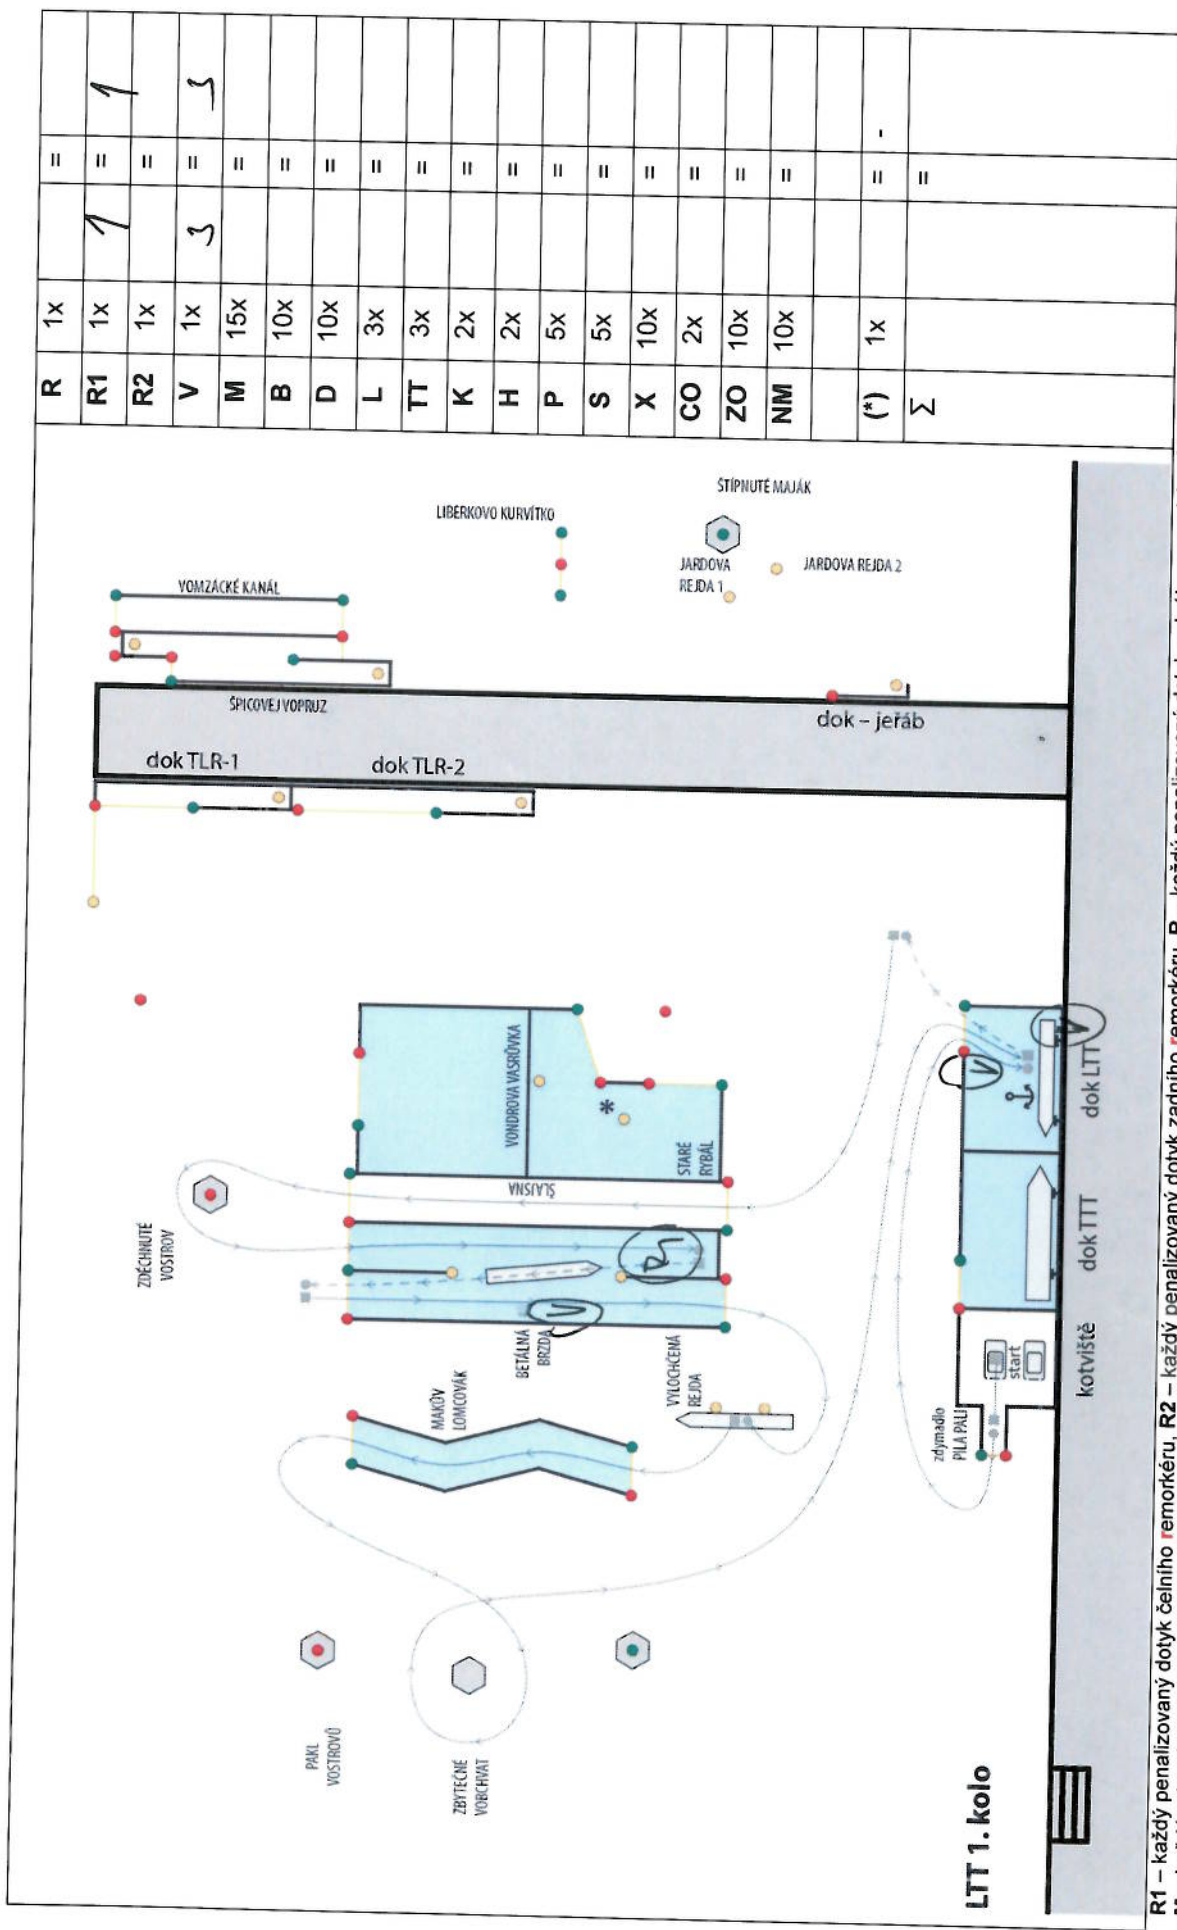 R 1x =
R1 1x 1 = 1
R2 1x =
V 1x 3 = 3
M 15x =
B 10x =
D 10x =
L 3x =
TT 3x =
K 2x =
H 2x =
P 5x =
S 5x =
X 10x =
CO 2x =
ZO 10x =
NM 10x =
(*) 1x = -
Σ =
VOMZÁCKÉ KANÁL
LIBERKOVO KURVÍTKO
ŠTÍPNUTÉ MAJÁK
JARDOVA
REJDA 1
JARDOVA REJDA 2
ŠPICOVEJ VOPRUZ
dok TLR-1
dok TLR-2
dok – jeřáb
ZDĚCHNUTÉ
VOSTROV
VONDROVA VASRŮVKA
*
STARÉ
RYBÁL
ŠLAJSNA
R1
V
BETÁLNÁ
BRZDA
MAKŮV
LOMCOVÁK
VYLOCHČENÁ
REJDA
PAKL
VOSTROVŮ
ZBYTEČNÉ
VOBCHVAT
V
V
dok LTT
dok TTT
kotviště
start
zdymadlo
PILA PALI
LTT 1. kolo
R1 – každý penalizovaný dotyk čelního remorkéru, R2 – každý penalizovaný dotyk zadního remorkéru, R – každý penalizovaný